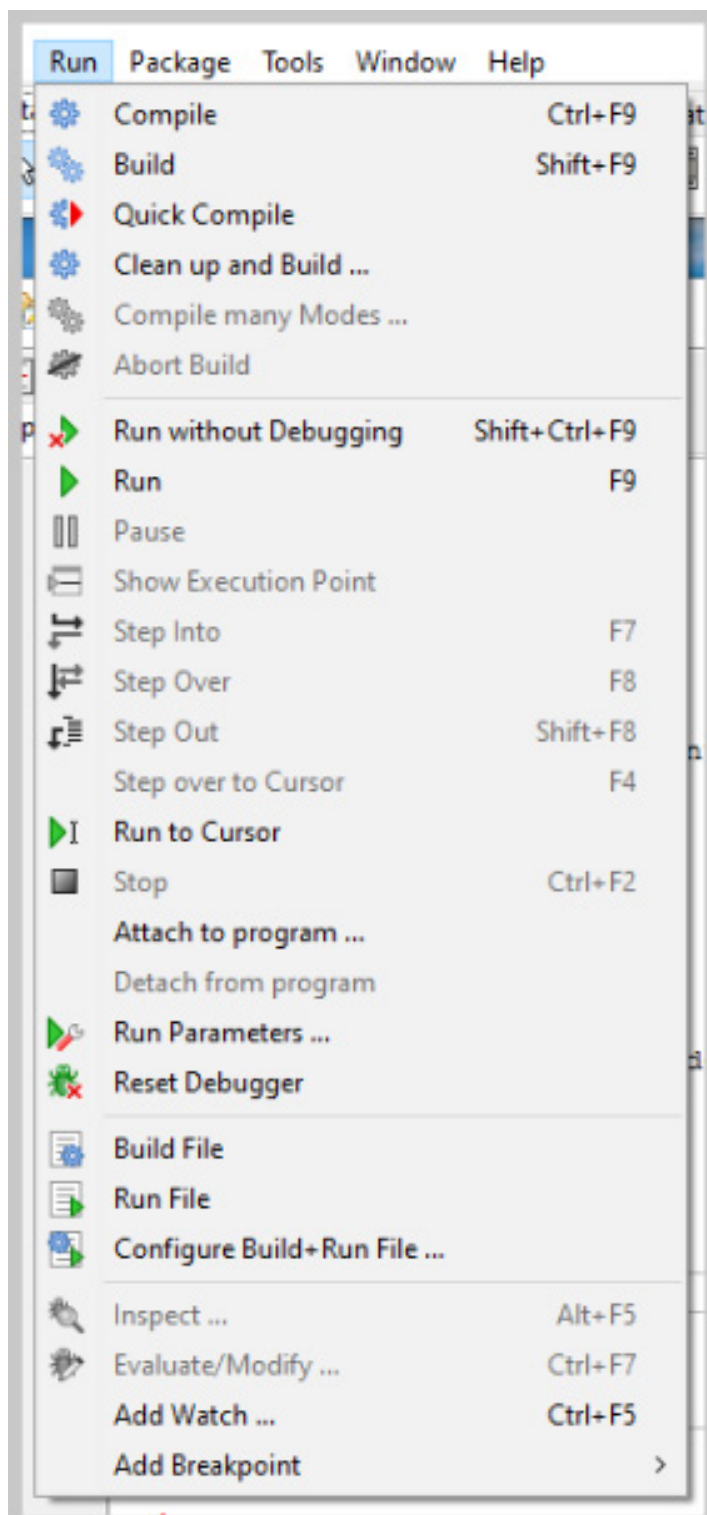 Run Package Tools Window Help
Compile Ctrl+F9
Build Shift+F9
Quick Compile
Clean up and Build ...
Compile many Modes ...
Abort Build
Run without Debugging Shift+Ctrl+F9
Run F9
Pause
Show Execution Point
Step Into F7
Step Over F8
Step Out Shift+F8
Step over to Cursor F4
Run to Cursor
Stop Ctrl+F2
Attach to program ...
Detach from program
Run Parameters ...
Reset Debugger
Build File
Run File
Configure Build+Run File ...
Inspect ... Alt+F5
Evaluate/Modify ... Ctrl+F7
Add Watch ... Ctrl+F5
Add Breakpoint >